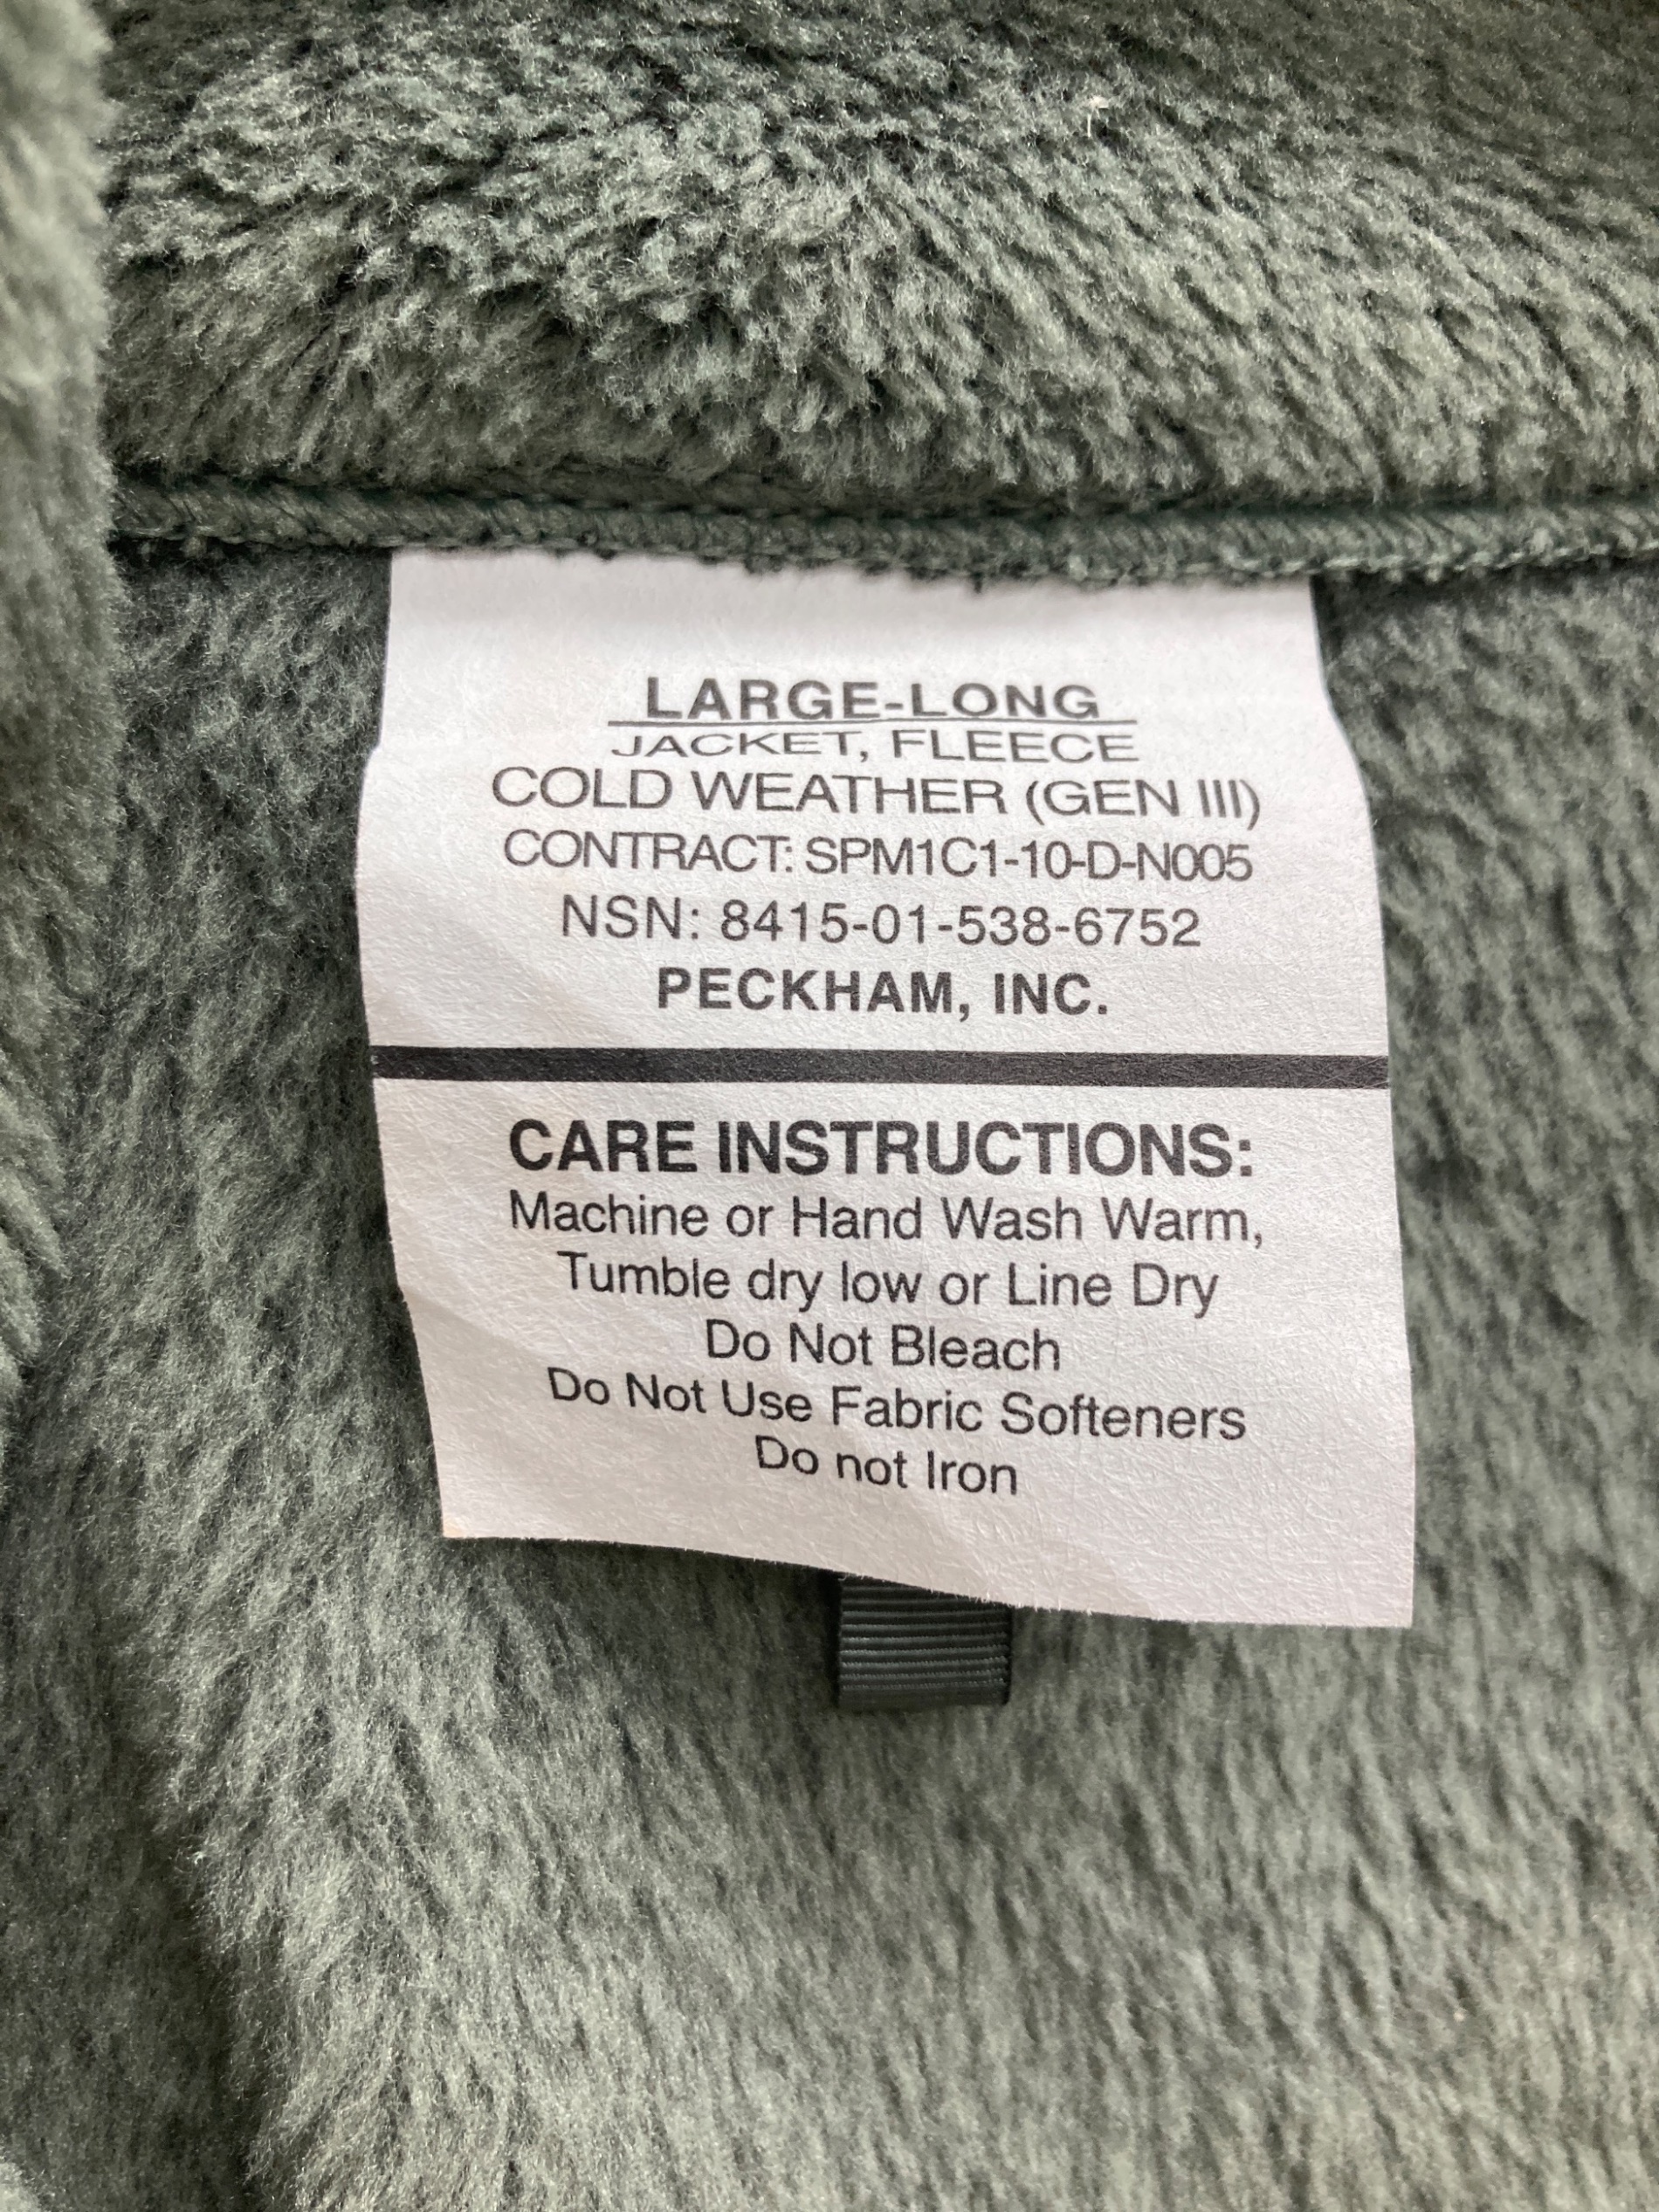 LARGE-LONG
JACKET, FLEECE
COLD WEATHER (GEN III)
CONTRACT: SPM1C1-10-D-N005
NSN: 8415-01-538-6752
PECKHAM, INC.
CARE INSTRUCTIONS:
Machine or Hand Wash Warm,
Tumble dry low or Line Dry
Do Not Bleach
Do Not Use Fabric Softeners
Do not Iron